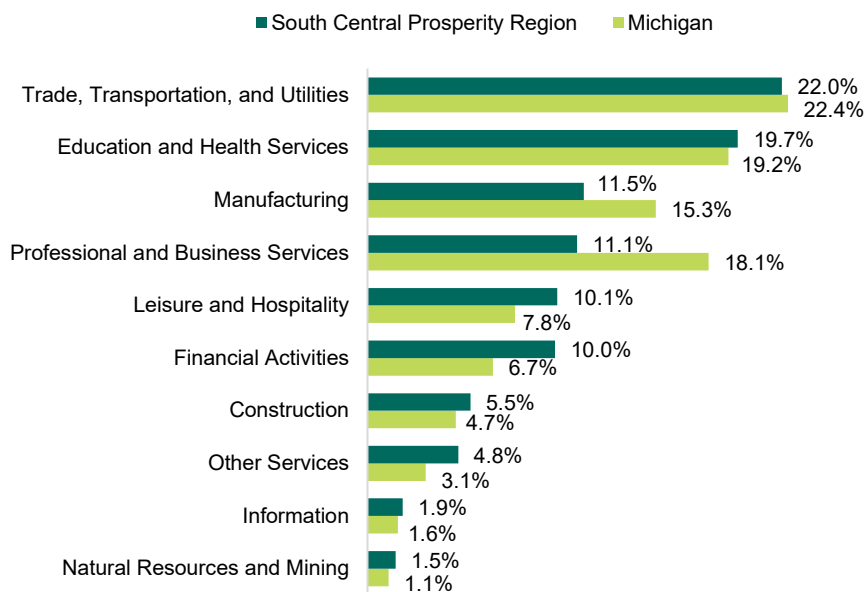 South Central Prosperity Region Michigan
Trade, Transportation, and Utilities 22.0%
22.4%
Education and Health Services 19.7%
19.2%
Manufacturing 11.5%
15.3%
Professional and Business Services 11.1%
18.1%
Leisure and Hospitality 10.1%
7.8%
Financial Activities 10.0%
6.7%
Construction 5.5%
4.7%
Other Services 4.8%
3.1%
Information 1.9%
1.6%
Natural Resources and Mining 1.5%
1.1%